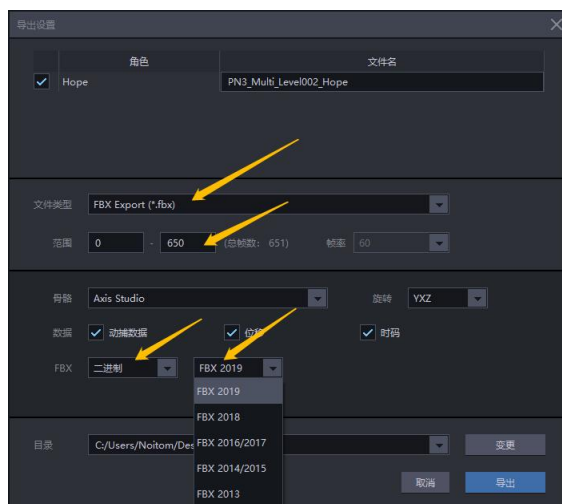 导出设置
角色 文件名
Hope PN3_Multi_Level002_Hope
文件类型 FBX Export (*.fbx)
范围 0 - 650 (总帧数: 651) 帧率 60
骨骼 Axis Studio 旋转 YXZ
数据 动捕数据 位移 时码
FBX 二进制 FBX 2019
FBX 2019
FBX 2018
FBX 2016/2017
FBX 2014/2015
FBX 2013
目录 C:/Users/Noitom/Des 变更
取消 导出